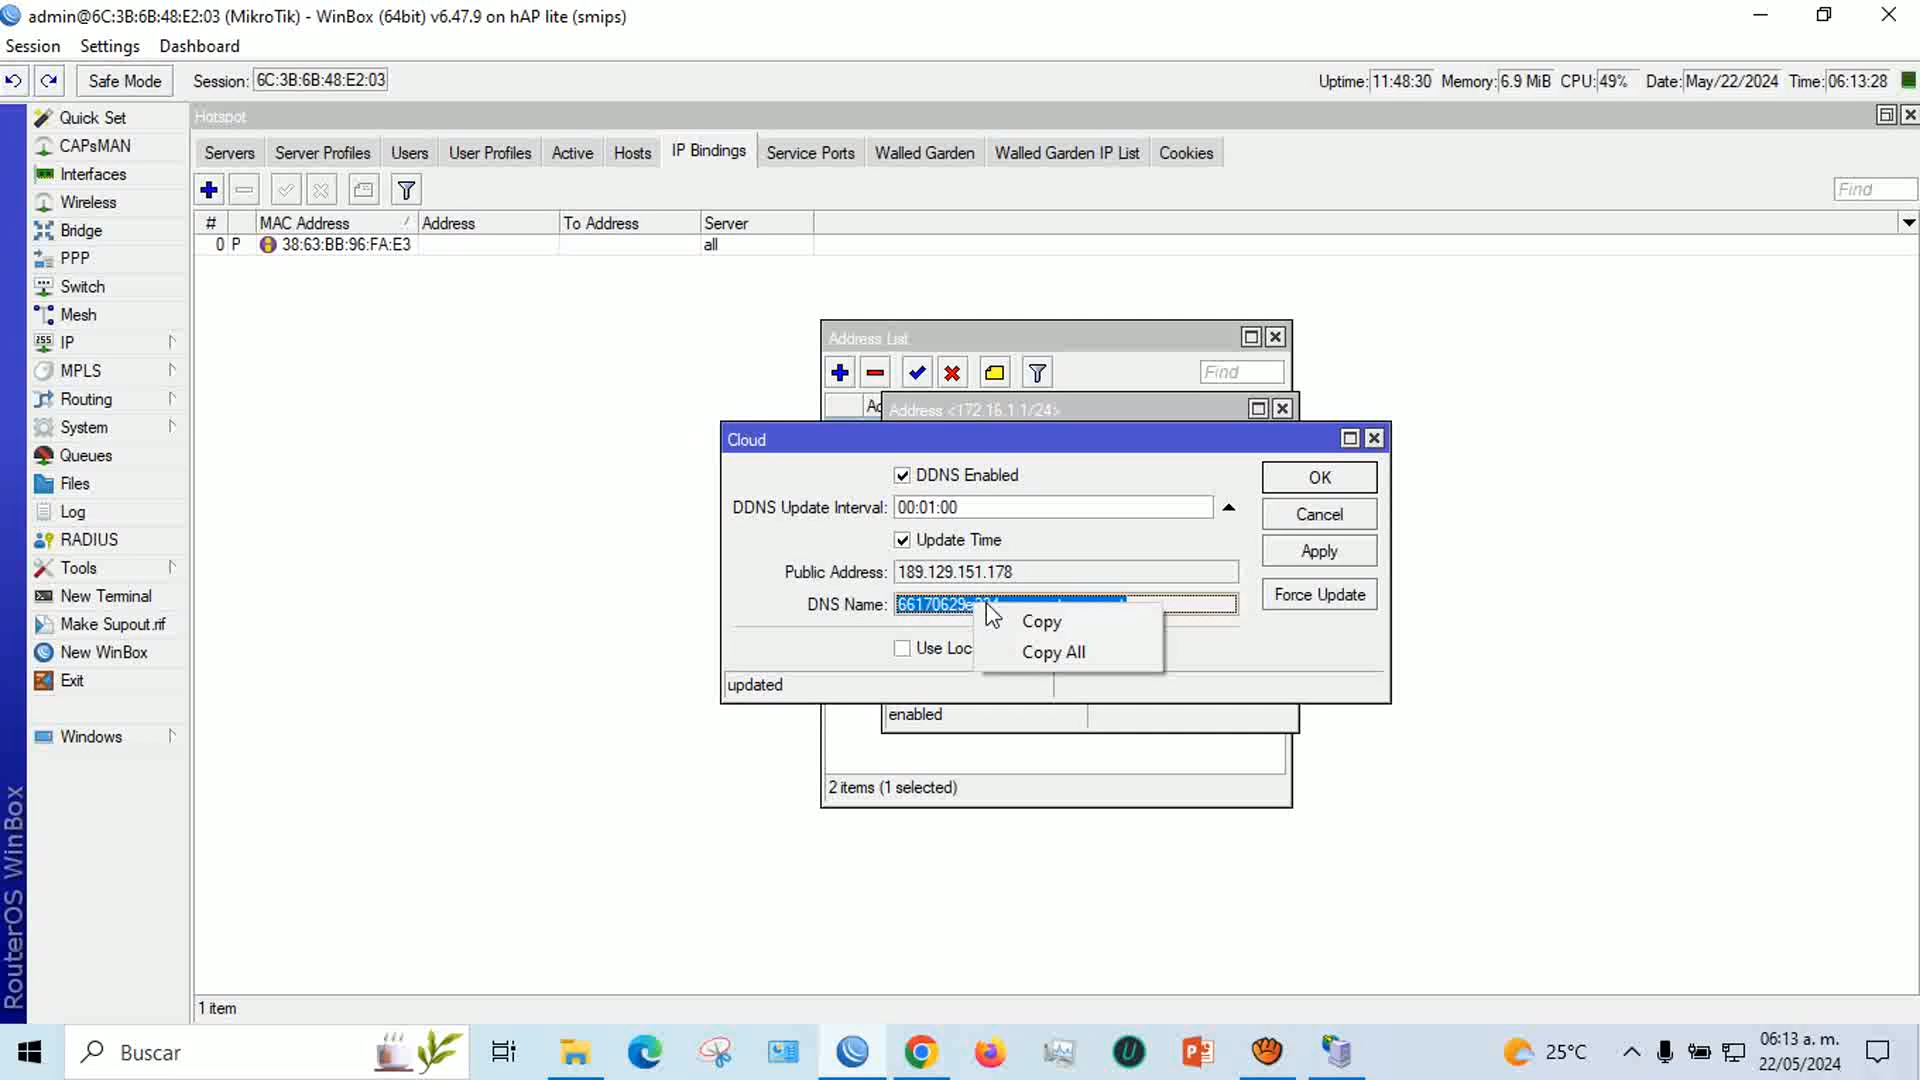 admin@6C:3B:6B:48:E2:03 (MikroTik) - WinBox (64bit) v6.47.9 on hAP lite (smips)
Session Settings Dashboard
Safe Mode Session: 6C:3B:6B:48:E2:03 Uptime: 11:48:30 Memory: 6.9 MiB CPU: 49% Date: May/22/2024 Time: 06:13:28
Quick Set
CAPsMAN
Interfaces
Wireless
Bridge
PPP
Switch
Mesh
IP
MPLS
Routing
System
Queues
Files
Log
RADIUS
Tools
New Terminal
Make Supout.rif
New WinBox
Exit
Windows
RouterOS WinBox
Hotspot
Servers Server Profiles Users User Profiles Active Hosts IP Bindings Service Ports Walled Garden Walled Garden IP List Cookies
Find
# MAC Address Address To Address Server
0 P 38:63:BB:96:FA:E3 all
Address List
Find
Address <172.16.1.1/24>
Cloud
DDNS Enabled OK
DDNS Update Interval: 00:01:00 Cancel
Update Time Apply
Public Address: 189.129.151.178
DNS Name: Force Update
Copy
Use Loc Copy All
updated
enabled
2 items (1 selected)
1 item
Buscar
25°C
06:13 a. m.
22/05/2024